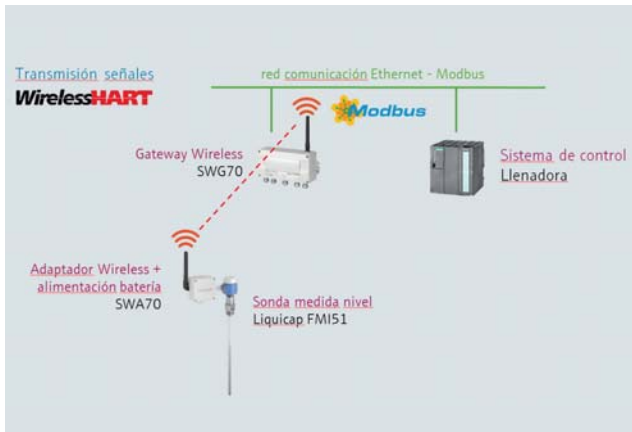 Transmisión señales
WirelessHART
red comunicación Ethernet - Modbus
Modbus
Gateway Wireless
SWG70
Sistema de control
Llenadora
Adaptador Wireless +
alimentación batería
SWA70
Sonda medida nivel
Liquicap FMI51